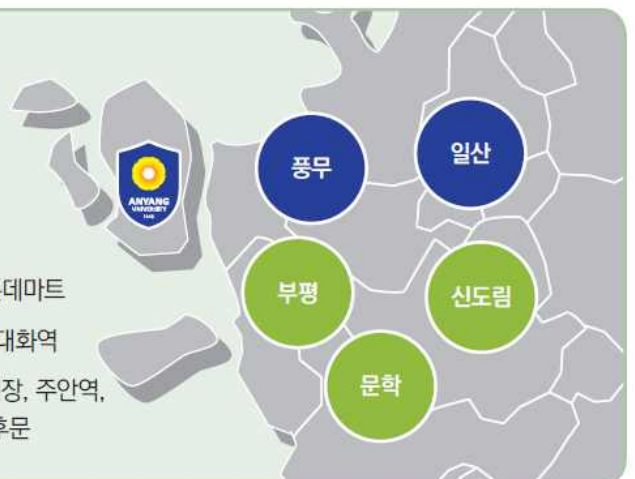 풍무
일산
ANYANG
UNIVERSITY
부평
신도림
데마트
대화역
문학
장, 주안역,
후문